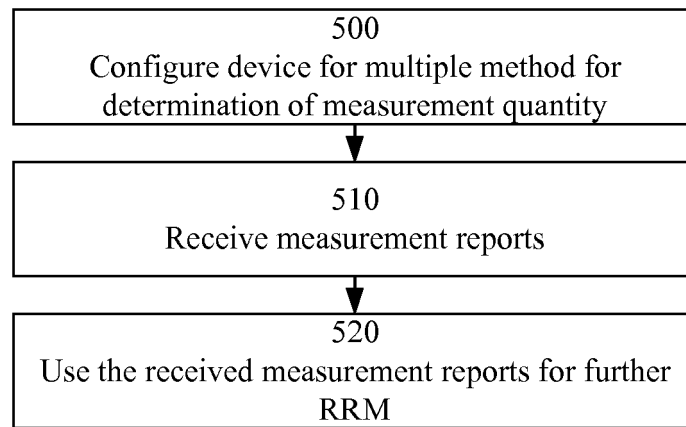 500
Configure device for multiple method for
determination of measurement quantity
510
Receive measurement reports
520
Use the received measurement reports for further
RRM